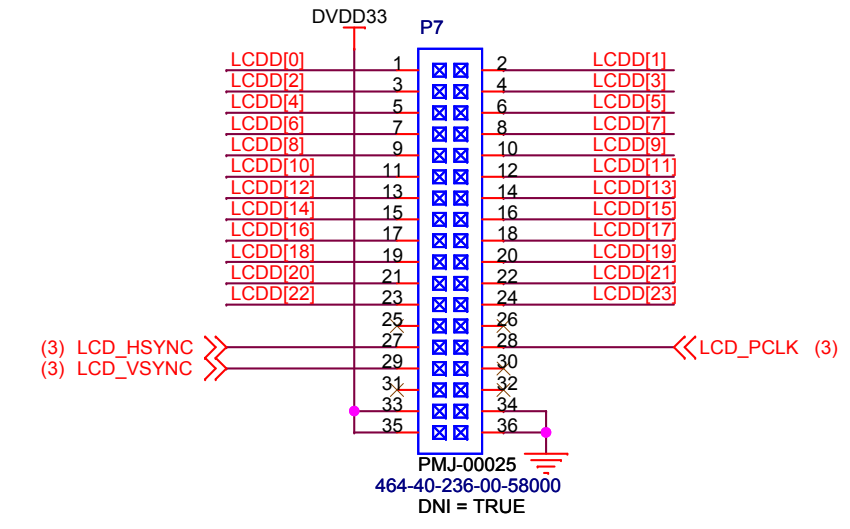 DVDD33
P7
LCDD[0] 1 2 LCDD[1]
LCDD[2] 3 4 LCDD[3]
LCDD[4] 5 6 LCDD[5]
LCDD[6] 7 8 LCDD[7]
LCDD[8] 9 10 LCDD[9]
LCDD[10] 11 12 LCDD[11]
LCDD[12] 13 14 LCDD[13]
LCDD[14] 15 16 LCDD[15]
LCDD[16] 17 18 LCDD[17]
LCDD[18] 19 20 LCDD[19]
LCDD[20] 21 22 LCDD[21]
LCDD[22] 23 24 LCDD[23]
25 26
(3) LCD_HSYNC 27 28 LCD_PCLK (3)
(3) LCD_VSYNC 29 30
31 32
33 34
35 36
PMJ-00025
464-40-236-00-58000
DNI = TRUE